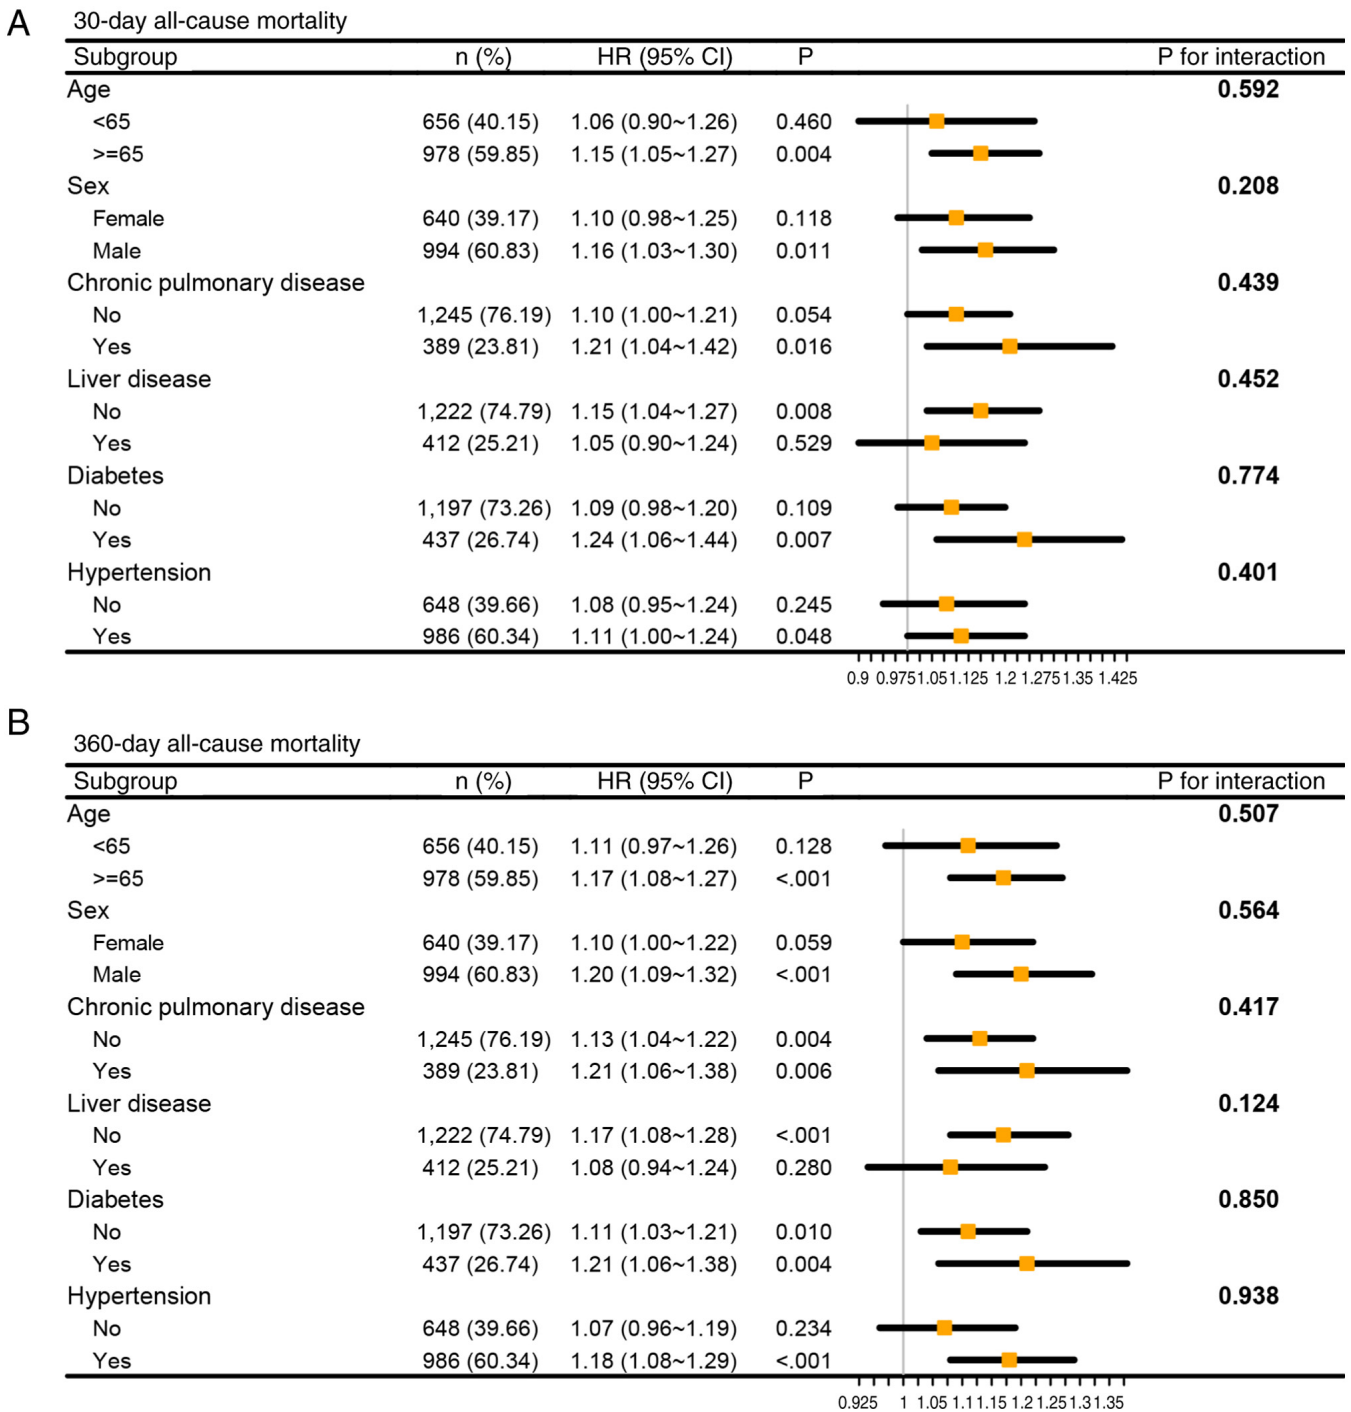 A
30-day all-cause mortality
Subgroup n (%) HR (95% CI) P P for interaction
Age 0.592
<65 656 (40.15) 1.06 (0.90~1.26) 0.460
>=65 978 (59.85) 1.15 (1.05~1.27) 0.004
Sex 0.208
Female 640 (39.17) 1.10 (0.98~1.25) 0.118
Male 994 (60.83) 1.16 (1.03~1.30) 0.011
Chronic pulmonary disease 0.439
No 1,245 (76.19) 1.10 (1.00~1.21) 0.054
Yes 389 (23.81) 1.21 (1.04~1.42) 0.016
Liver disease 0.452
No 1,222 (74.79) 1.15 (1.04~1.27) 0.008
Yes 412 (25.21) 1.05 (0.90~1.24) 0.529
Diabetes 0.774
No 1,197 (73.26) 1.09 (0.98~1.20) 0.109
Yes 437 (26.74) 1.24 (1.06~1.44) 0.007
Hypertension 0.401
No 648 (39.66) 1.08 (0.95~1.24) 0.245
Yes 986 (60.34) 1.11 (1.00~1.24) 0.048
0.9 0.975 1.05 1.125 1.2 1.275 1.35 1.425
B
360-day all-cause mortality
Subgroup n (%) HR (95% CI) P P for interaction
Age 0.507
<65 656 (40.15) 1.11 (0.97~1.26) 0.128
>=65 978 (59.85) 1.17 (1.08~1.27) <.001
Sex 0.564
Female 640 (39.17) 1.10 (1.00~1.22) 0.059
Male 994 (60.83) 1.20 (1.09~1.32) <.001
Chronic pulmonary disease 0.417
No 1,245 (76.19) 1.13 (1.04~1.22) 0.004
Yes 389 (23.81) 1.21 (1.06~1.38) 0.006
Liver disease 0.124
No 1,222 (74.79) 1.17 (1.08~1.28) <.001
Yes 412 (25.21) 1.08 (0.94~1.24) 0.280
Diabetes 0.850
No 1,197 (73.26) 1.11 (1.03~1.21) 0.010
Yes 437 (26.74) 1.21 (1.06~1.38) 0.004
Hypertension 0.938
No 648 (39.66) 1.07 (0.96~1.19) 0.234
Yes 986 (60.34) 1.18 (1.08~1.29) <.001
0.925 1 1.05 1.1 1.15 1.2 1.25 1.3 1.35